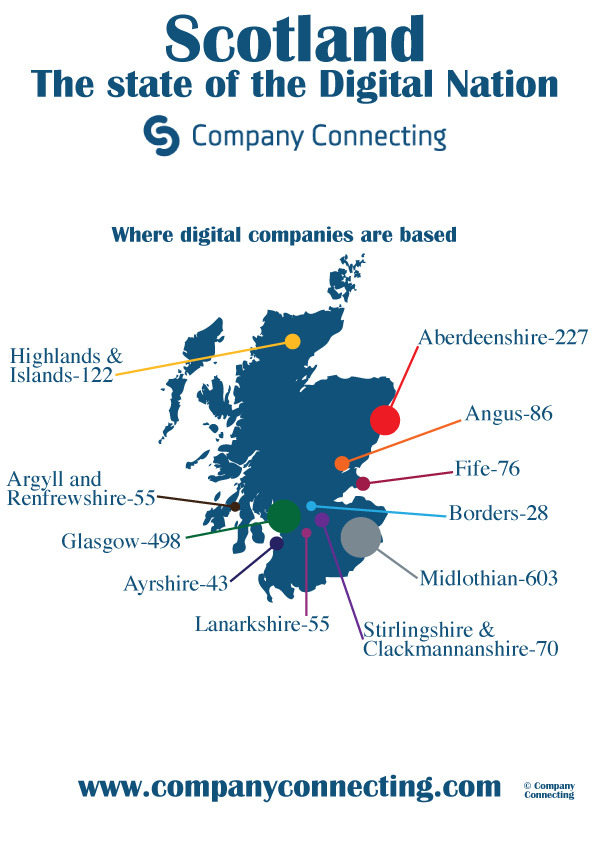 Scotland
The state of the Digital Nation
Company Connecting
Where digital companies are based
Aberdeenshire-227
Highlands &
Islands-122
Angus-86
Fife-76
Argyll and
Renfrewshire-55
Borders-28
Glasgow-498
Midlothian-603
Ayrshire-43
Lanarkshire-55
Stirlingshire &
Clackmannanshire-70
www.companyconnecting.com
© Company
Connecting